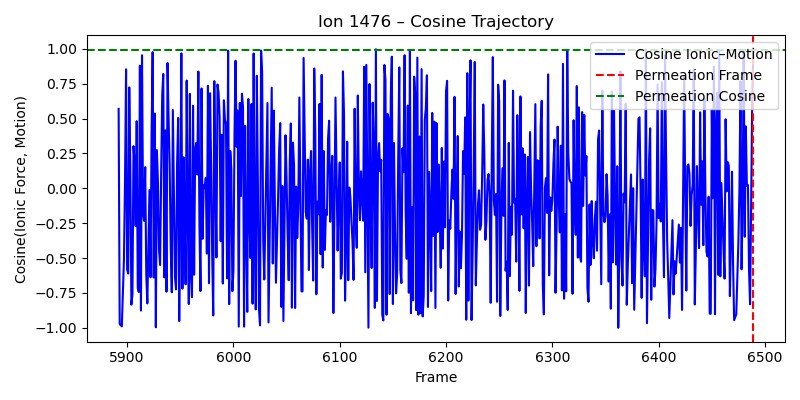 Ion 1476 – Cosine Trajectory
Cosine(Ionic Force, Motion)
1.00
0.75
0.50
0.25
0.00
−0.25
−0.50
−0.75
−1.00
Cosine Ionic–Motion
Permeation Frame
Permeation Cosine
5900 6000 6100 6200 6300 6400 6500
Frame